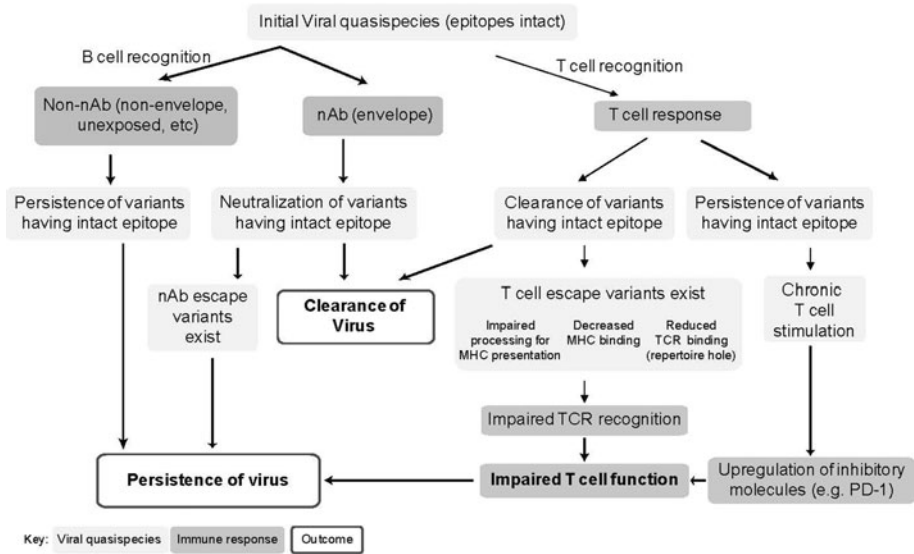 Initial Viral quasispecies (epitopes intact)
B cell recognition
T cell recognition
Non-nAb (non-envelope,
unexposed, etc)
nAb (envelope)
T cell response
Persistence of variants
having intact epitope
Neutralization of variants
having intact epitope
Clearance of variants
having intact epitope
Persistence of variants
having intact epitope
nAb escape
variants
exist
Clearance of
Virus
T cell escape variants exist
Impaired
processing for
MHC presentation
Decreased
MHC binding
Reduced
TCR binding
(repertoire hole)
Chronic
T cell
stimulation
Impaired TCR recognition
Persistence of virus
Impaired T cell function
Upregulation of inhibitory
molecules (e.g. PD-1)
Key: Viral quasispecies Immune response Outcome